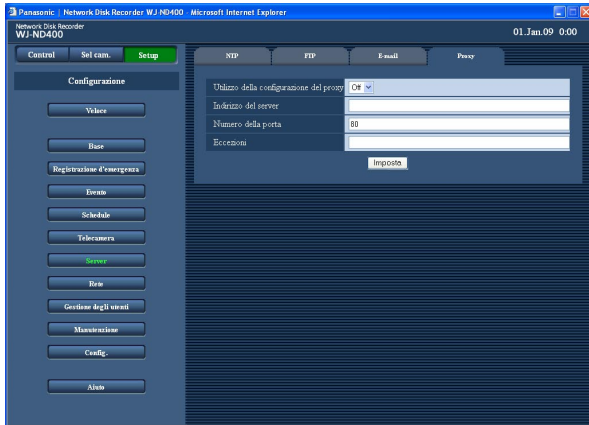 Panasonic | Network Disk Recorder WJ-ND400 - Microsoft Internet Explorer
Network Disk Recorder
WJ-ND400
01.Jan.09 0:00
Control Sel cam. Setup
NTP FTP E-mail Proxy
Configurazione
Utilizzo della configurazione del proxy Off
Indirizzo del server
Numero della porta 80
Eccezioni
Imposta
Veloce
Base
Registrazione d'emergenza
Evento
Schedule
Telecamera
Server
Rete
Gestione degli utenti
Manutenzione
Config.
Aiuto